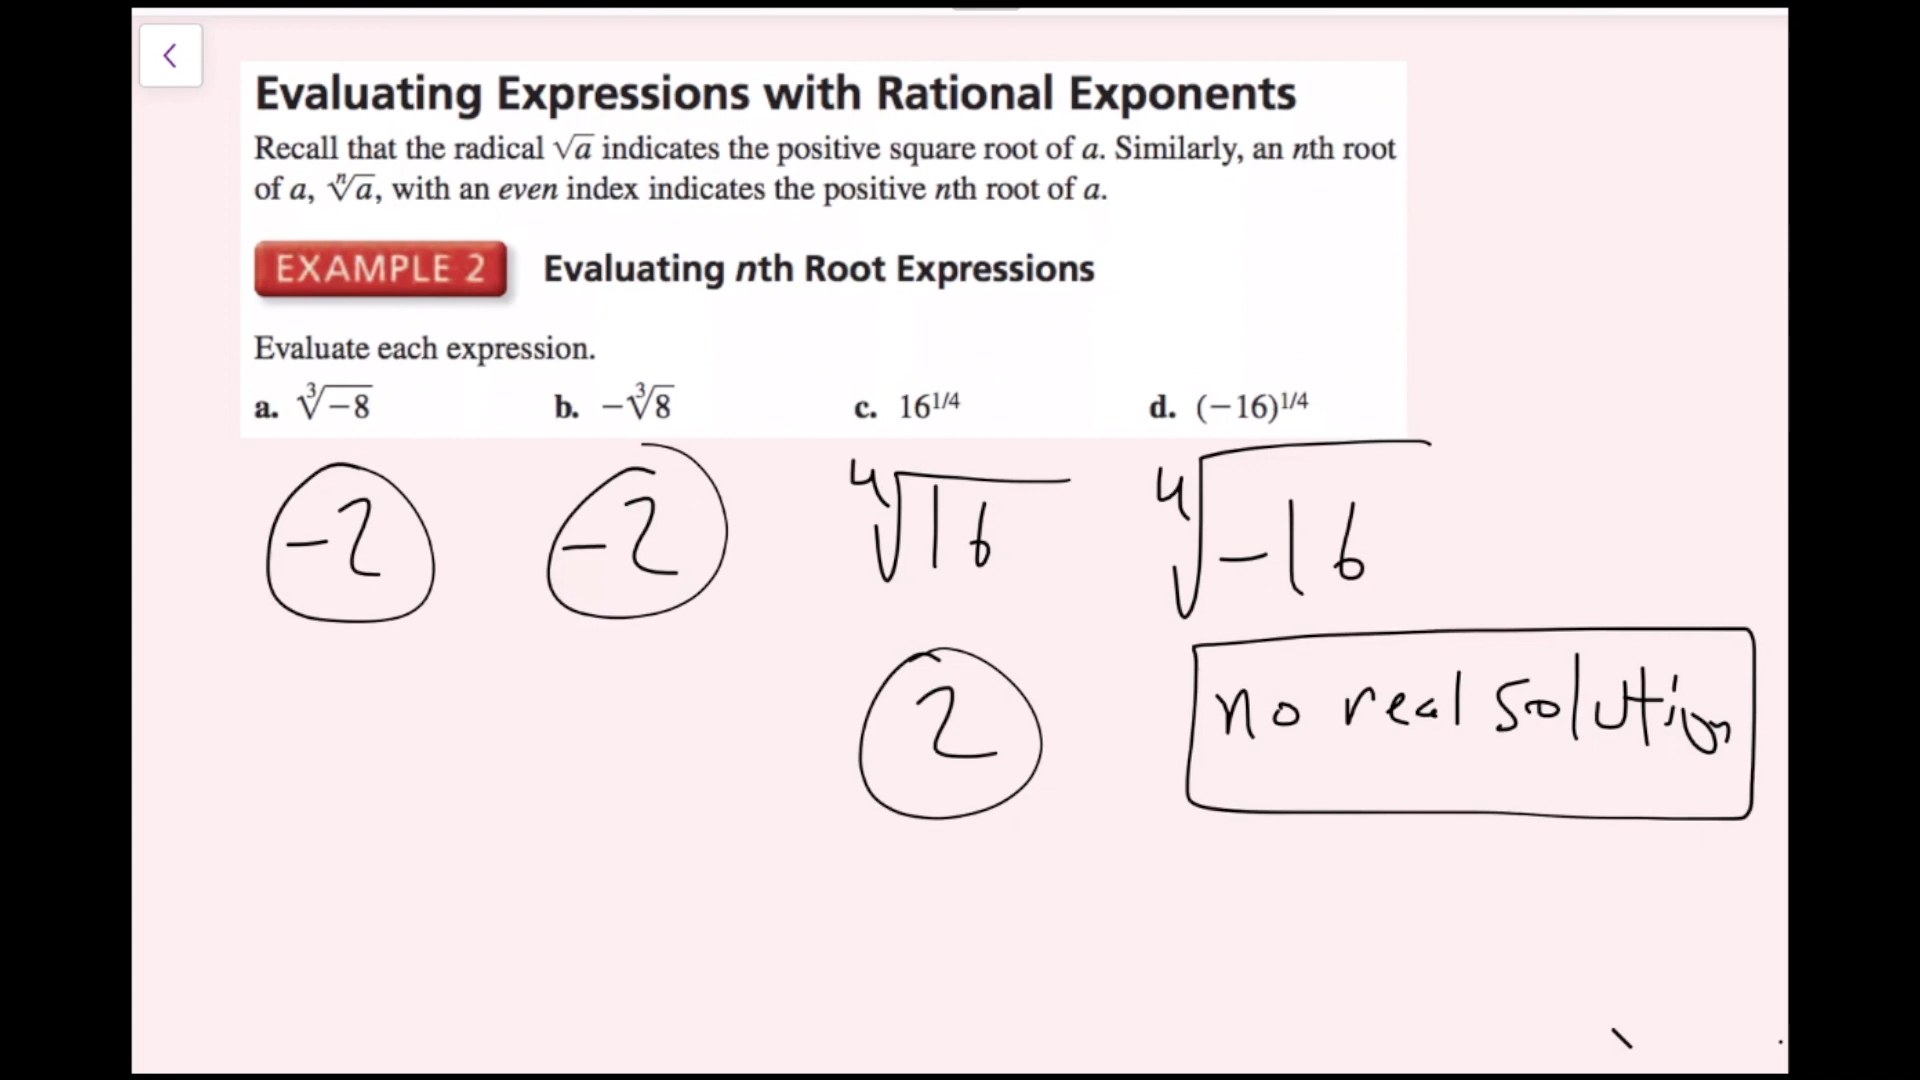 Evaluating Expressions with Rational Exponents
Recall that the radical √a indicates the positive square root of a. Similarly, an nth root
of a, ⁿ√a, with an even index indicates the positive nth root of a.
EXAMPLE 2 Evaluating nth Root Expressions
Evaluate each expression.
a. ³√−8 b. −³√8 c. 16^1/4 d. (−16)^1/4
−2 −2 ⁴√16 ⁴√−16
2 no real solution